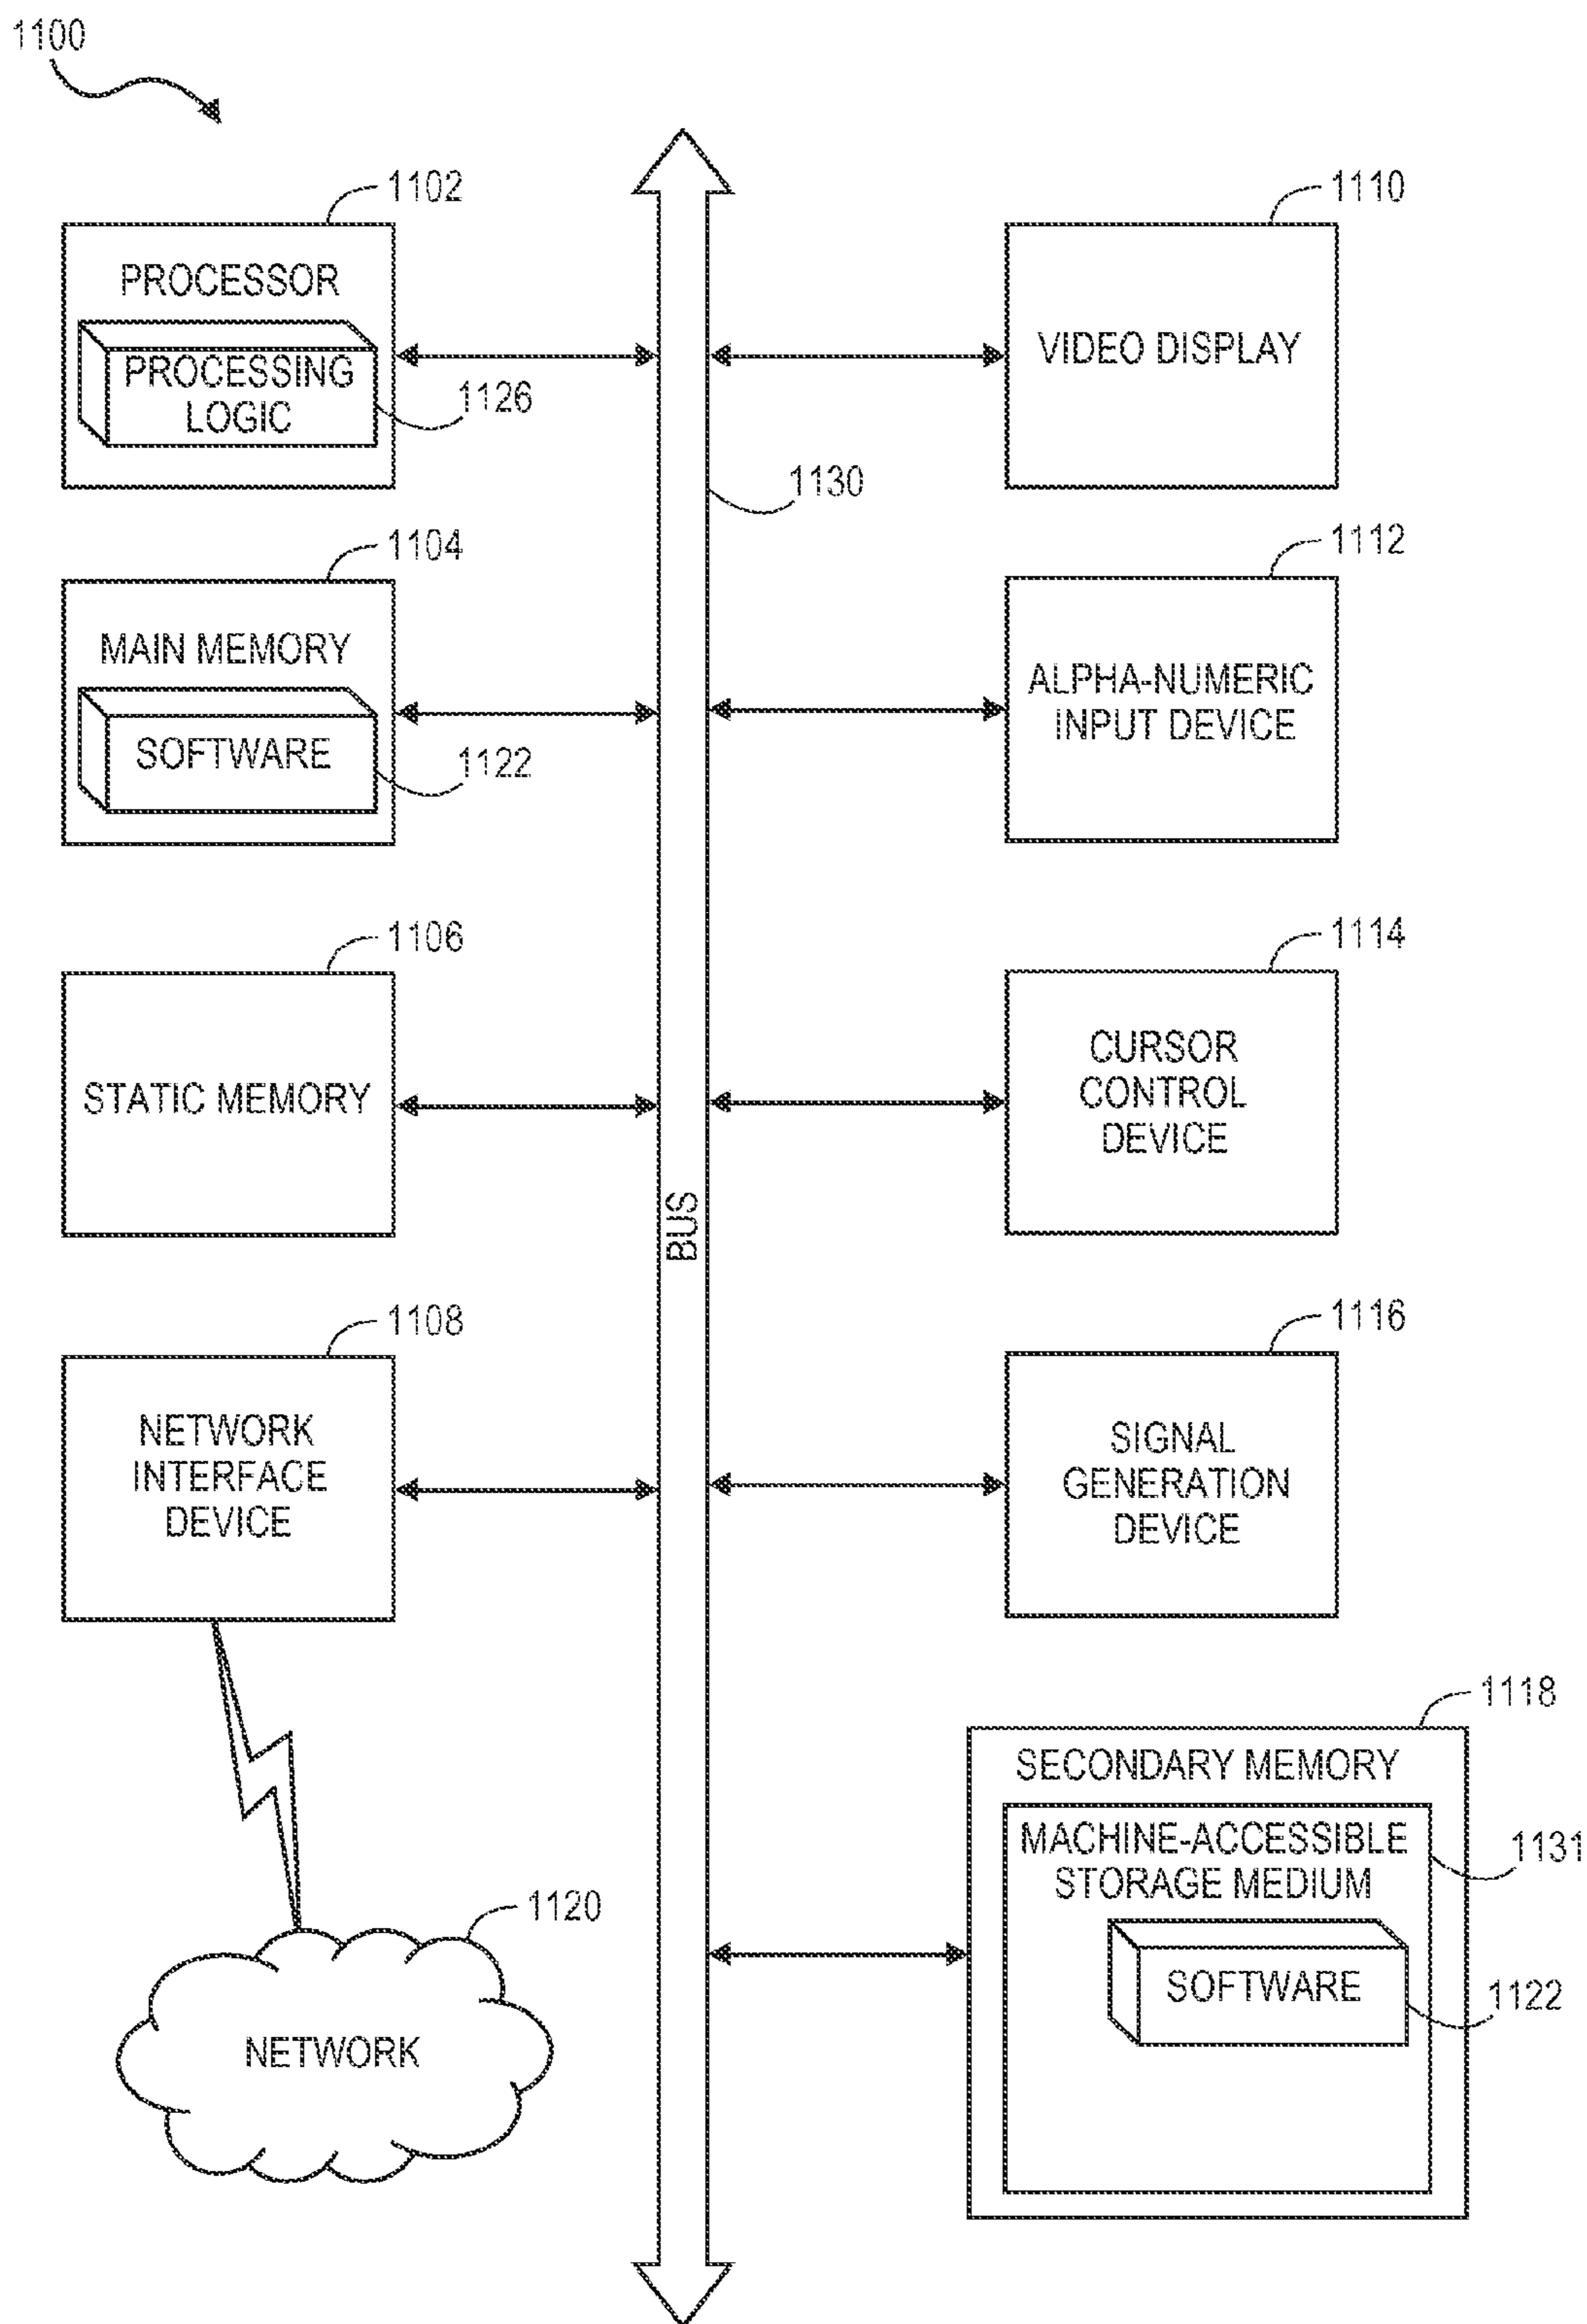 1100
1102
PROCESSOR
PROCESSING
LOGIC
1126
1110
VIDEO DISPLAY
1130
1104
MAIN MEMORY
SOFTWARE
1122
1112
ALPHA-NUMERIC
INPUT DEVICE
1106
STATIC MEMORY
1114
CURSOR
CONTROL
DEVICE
BUS
1108
NETWORK
INTERFACE
DEVICE
1116
SIGNAL
GENERATION
DEVICE
1118
SECONDARY MEMORY
MACHINE-ACCESSIBLE
STORAGE MEDIUM
1131
SOFTWARE
1122
1120
NETWORK